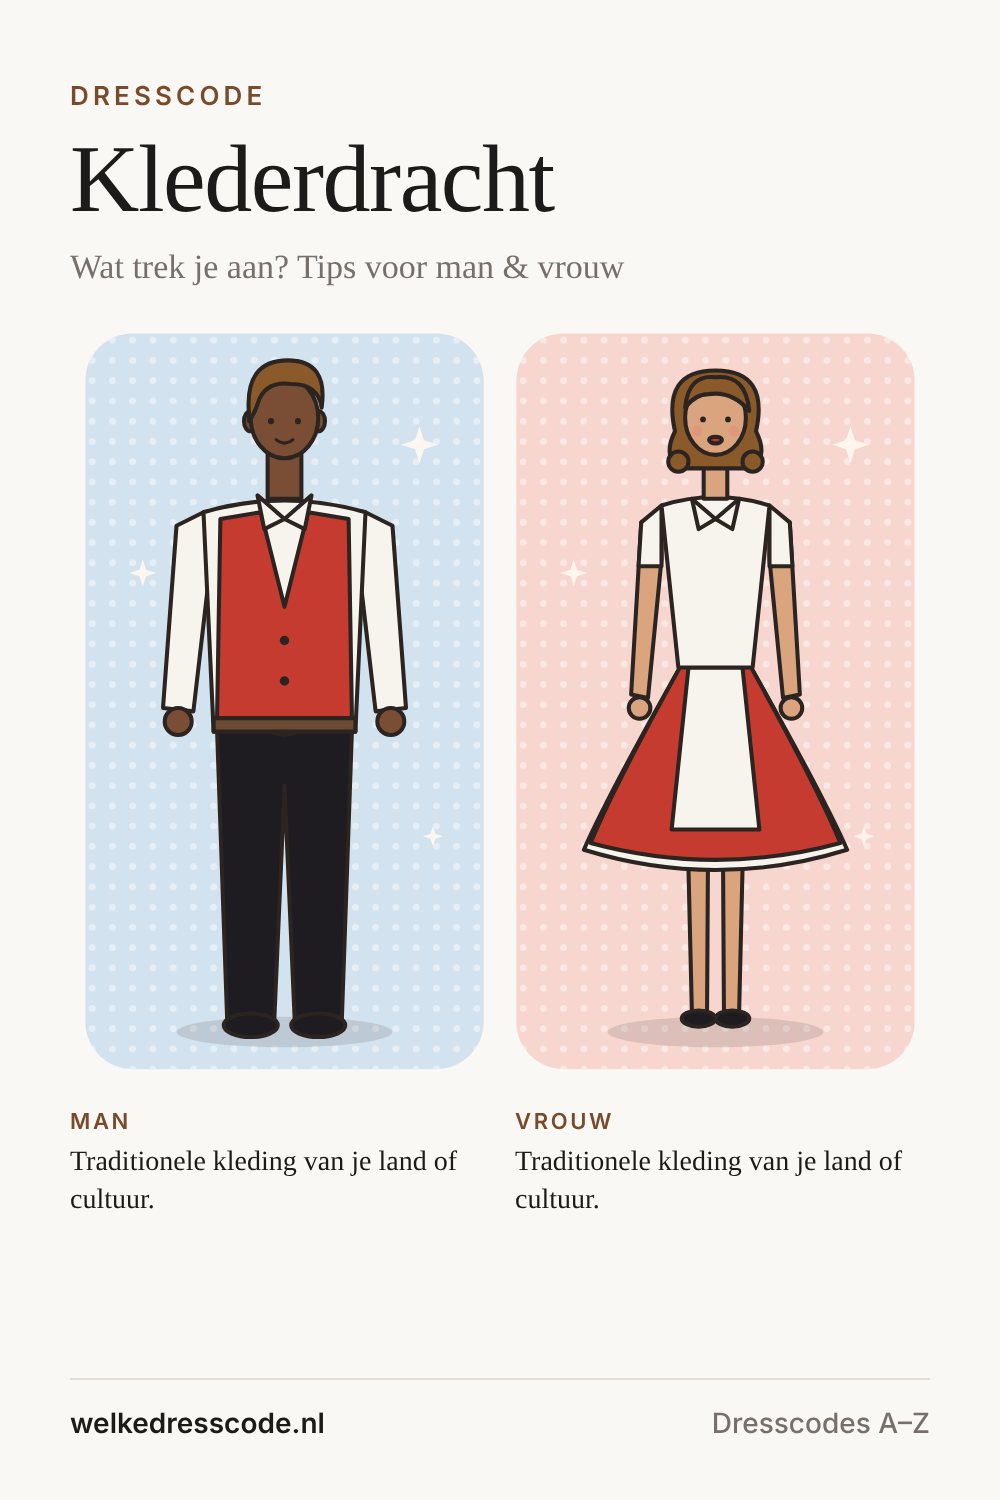 DRESSCODE
Klederdracht
Wat trek je aan? Tips voor man & vrouw
MAN
Traditionele kleding van je land of
cultuur.
VROUW
Traditionele kleding van je land of
cultuur.
welkedresscode.nl
Dresscodes A–Z